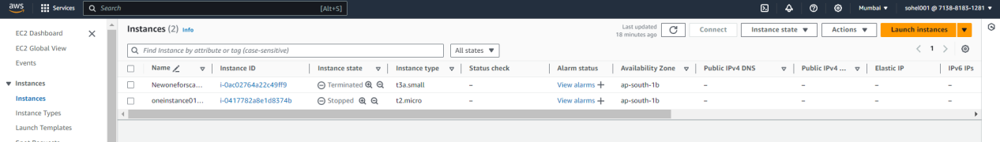 aws Services Search [Alt+S] Mumbai ▼ sohel001 @ 7138-8183-1281 ▼
EC2 Dashboard
EC2 Global View
Events
Instances
Instances
Instance Types
Launch Templates
Instances (2) Info
Last updated
18 minutes ago
Connect Instance state Actions Launch instances
Find Instance by attribute or tag (case-sensitive) All states
1
Name Instance ID Instance state Instance type Status check Alarm status Availability Zone Public IPv4 DNS Public IPv4 ... Elastic IP IPv6 IPs
Newoneforsca... i-0ac02764a22c49ff9 Terminated t3a.small – View alarms + ap-south-1b – – – –
oneinstance01... i-0417782a8e1d8374b Stopped t2.micro – View alarms + ap-south-1b – – – –